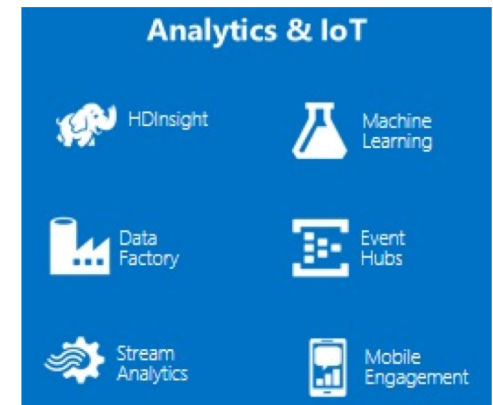 Analytics & IoT
HDInsight
Machine
Learning
Data
Factory
Event
Hubs
Stream
Analytics
Mobile
Engagement